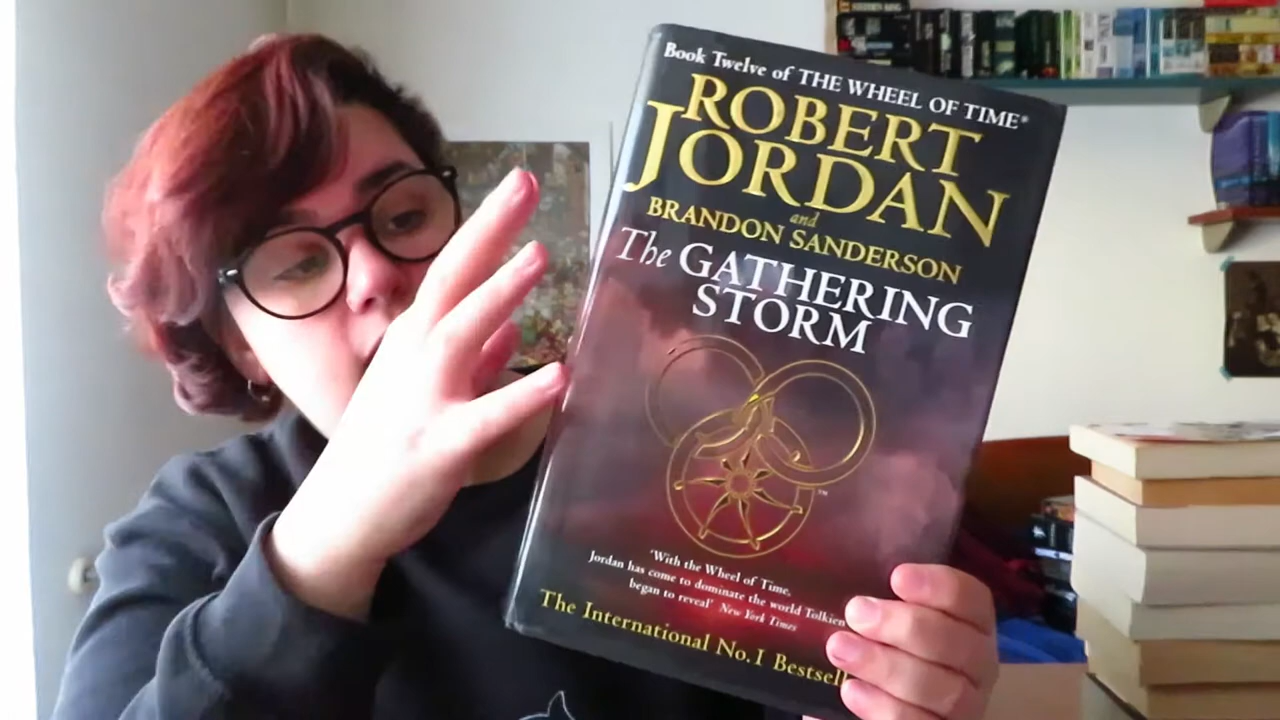 Book Twelve of THE WHEEL OF TIME®
ROBERT
JORDAN
and
BRANDON SANDERSON
The GATHERING
STORM
™
'With the Wheel of Time,
Jordan has come to dominate the world Tolkien
began to reveal' New York Times
The International No.1 Bestsell